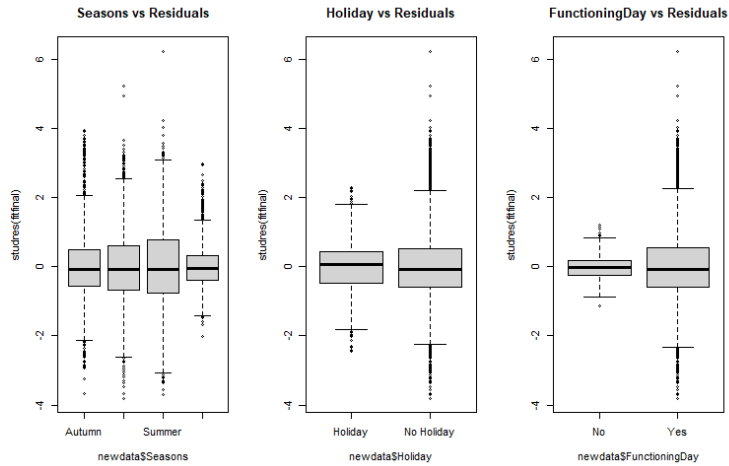 Seasons vs Residuals
studres(fitfinal)
6
4
2
0
-2
-4
Autumn Summer
newdata$Seasons
Holiday vs Residuals
studres(fitfinal)
6
4
2
0
-2
-4
Holiday No Holiday
newdata$Holiday
FunctioningDay vs Residuals
studres(fitfinal)
6
4
2
0
-2
-4
No Yes
newdata$FunctioningDay